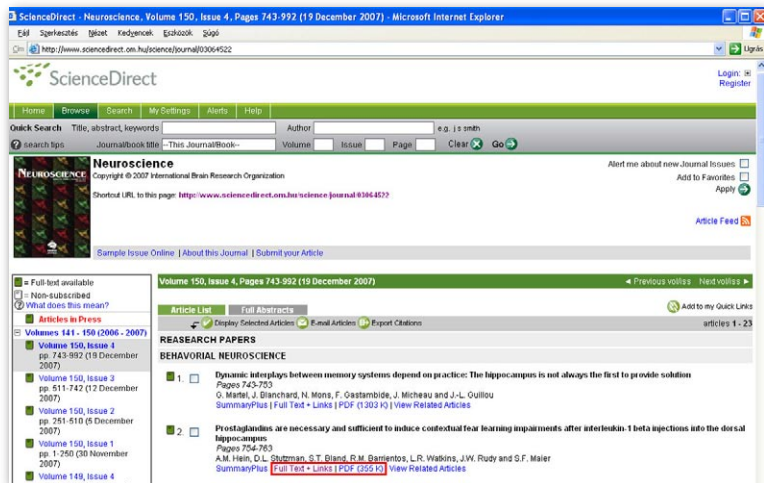 ScienceDirect - Neuroscience, Volume 150, Issue 4, Pages 743-992 (19 December 2007) - Microsoft Internet Explorer
Fájl Szerkesztés Nézet Kedvencek Eszközök Súgó
http://www.sciencedirect.om.hu/science/journal/03064522 Ugrás
ScienceDirect
Login:
Register
Home Browse Search My Settings Alerts Help
Quick Search Title, abstract, keywords Author e.g. j s smith
search tips Journal/book title --This Journal/Book-- Volume Issue Page Clear Go
NEUROSCIENCE
Neuroscience
Copyright © 2007 International Brain Research Organization
Shortcut URL to this page: http://www.sciencedirect.om.hu/science/journal/03064522
Alert me about new Journal Issues
Add to Favorites
Apply
Article Feed
Sample Issue Online | About this Journal | Submit your Article
= Full-text available
= Non-subscribed
What does this mean?
Articles in Press
Volumes 141 - 150 (2006 - 2007)
Volume 150, Issue 4
pp. 743-992 (19 December
2007)
Volume 150, Issue 3
pp. 511-742 (12 December
2007)
Volume 150, Issue 2
pp. 251-510 (5 December
2007)
Volume 150, Issue 1
pp. 1-250 (30 November
2007)
Volume 149, Issue 4
Volume 150, Issue 4, Pages 743-992 (19 December 2007) Previous vol/iss Next vol/iss
Article List Full Abstracts Add to my Quick Links
Display Selected Articles E-mail Articles Export Citations articles 1 - 23
REASEARCH PAPERS
BEHAVORIAL NEUROSCIENCE
1. Dynamic interplays between memory systems depend on practice: The hippocampus is not always the first to provide solution
Pages 743-753
G. Martel, J. Blanchard, N. Mons, F. Gastambide, J. Micheau and J.-L. Guillou
SummaryPlus | Full Text + Links | PDF (1303 K) | View Related Articles
2. Prostaglandins are necessary and sufficient to induce contextual fear learning impairments after interleukin-1 beta injections into the dorsal
hippocampus
Pages 754-763
A.M. Hein, D.L. Stutzman, S.T. Bland, R.M. Barrientos, L.R. Watkins, J.W. Rudy and S.F. Maier
SummaryPlus | Full Text + Links | PDF (355 K) | View Related Articles